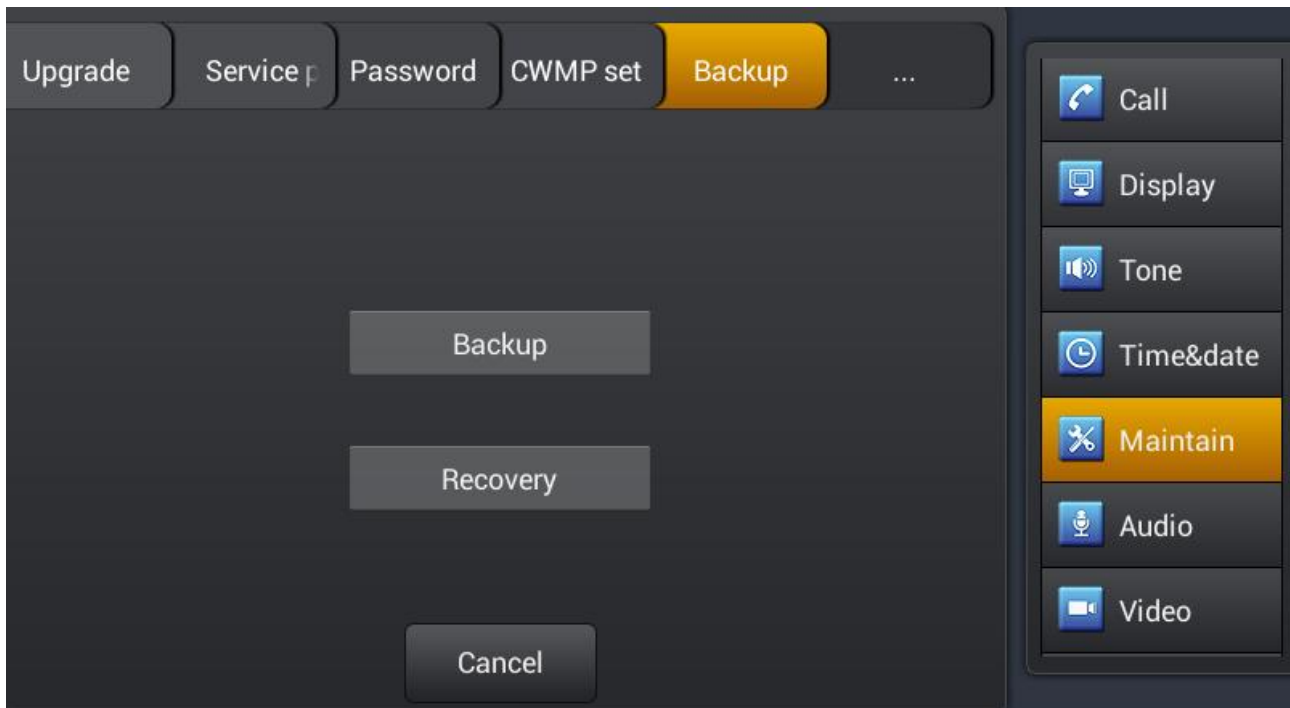 Upgrade
Service
Password
CWMP set
Backup
...
Backup
Recovery
Cancel
Call
Display
Tone
Time&date
Maintain
Audio
Video